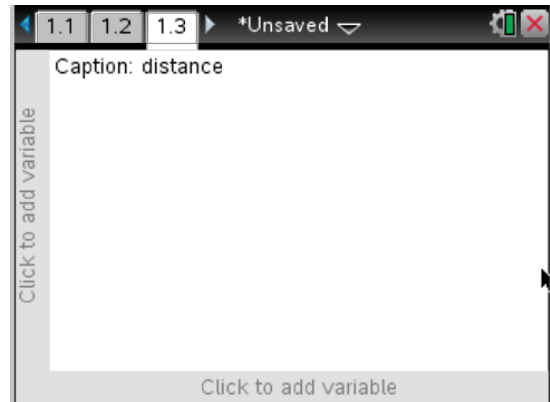 1.1 1.2 1.3 *Unsaved
Caption: distance
Click to add variable
Click to add variable